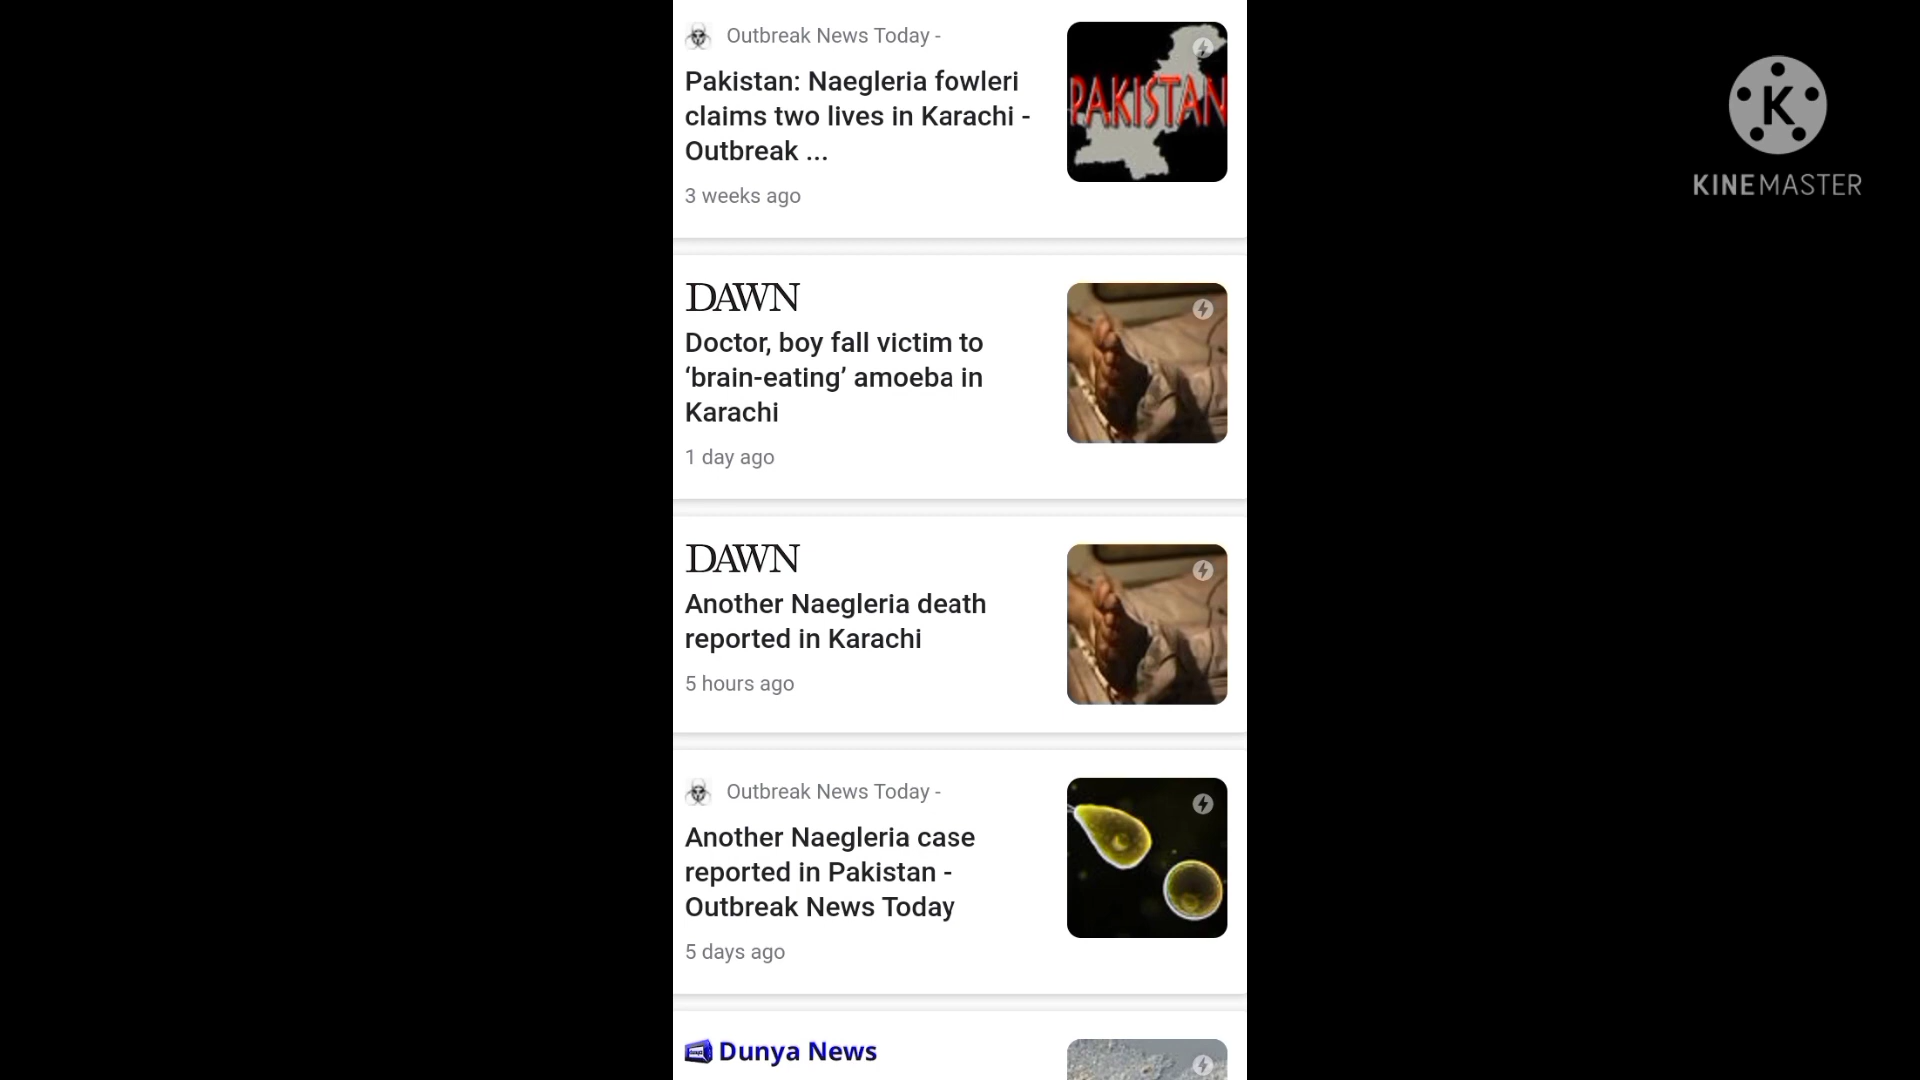 Outbreak News Today -
Pakistan: Naegleria fowleri
claims two lives in Karachi -
Outbreak ...
3 weeks ago
PAKISTAN
DAWN
Doctor, boy fall victim to
‘brain-eating’ amoeba in
Karachi
1 day ago
DAWN
Another Naegleria death
reported in Karachi
5 hours ago
Outbreak News Today -
Another Naegleria case
reported in Pakistan -
Outbreak News Today
5 days ago
Dunya News
K
KINEMASTER